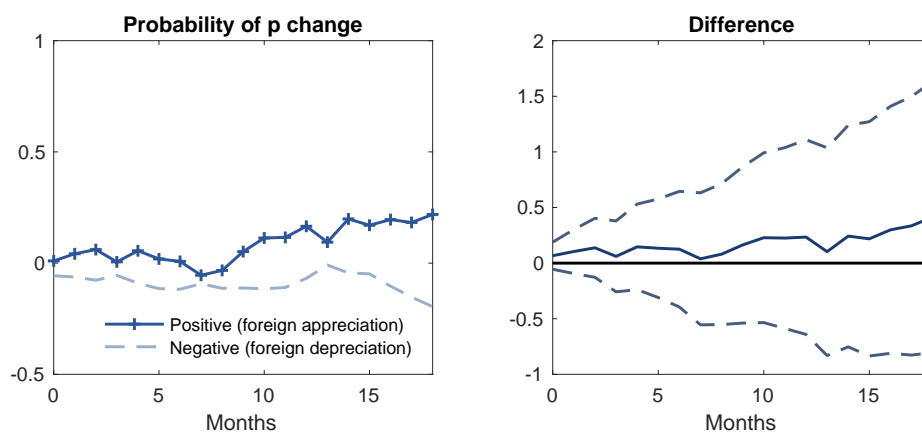 Probability of p change
1
0.5
0
-0.5
0 5 10 15
Months
Positive (foreign appreciation)
Negative (foreign depreciation)
Difference
2
1.5
1
0.5
0
-0.5
-1
0 5 10 15
Months